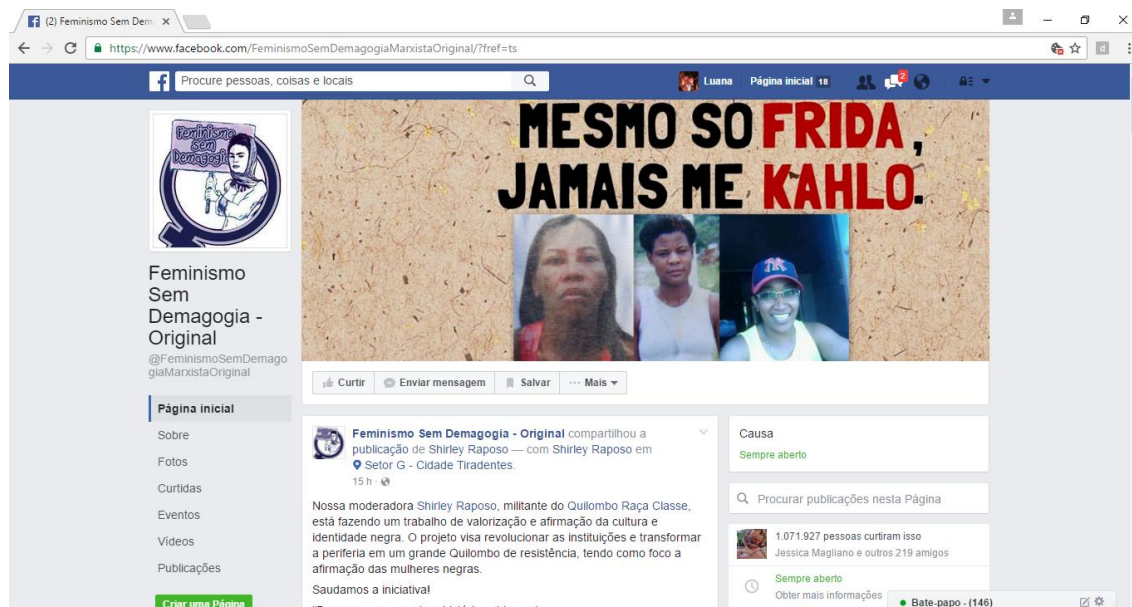 (2) Feminismo Sem Dem
https://www.facebook.com/FeminismoSemDemagogiaMarxistaOriginal/?fref=ts
d
f
Procure pessoas, coisas e locais
Luana
Página inicial 18
2
MESMO SO FRIDA,
JAMAIS ME KAHLO.
Feminismo
Sem
Demagogia
Feminismo
Sem
Demagogia -
Original
@FeminismoSemDemago
giaMarxistaOriginal
Curtir
Enviar mensagem
Salvar
Mais
Página inicial
Sobre
Fotos
Curtidas
Eventos
Vídeos
Publicações
Criar uma Página
Feminismo Sem Demagogia - Original compartilhou a
publicação de Shirley Raposo — com Shirley Raposo em
Setor G - Cidade Tiradentes.
15 h ·
Nossa moderadora Shirley Raposo, militante do Quilombo Raça Classe,
está fazendo um trabalho de valorização e afirmação da cultura e
identidade negra. O projeto visa revolucionar as instituições e transformar
a periferia em um grande Quilombo de resistência, tendo como foco a
afirmação das mulheres negras.
Saudamos a iniciativa!
Causa
Sempre aberto
Procurar publicações nesta Página
1.071.927 pessoas curtiram isso
Jessica Magliano e outros 219 amigos
Sempre aberto
Obter mais informações
Bate-papo - (146)